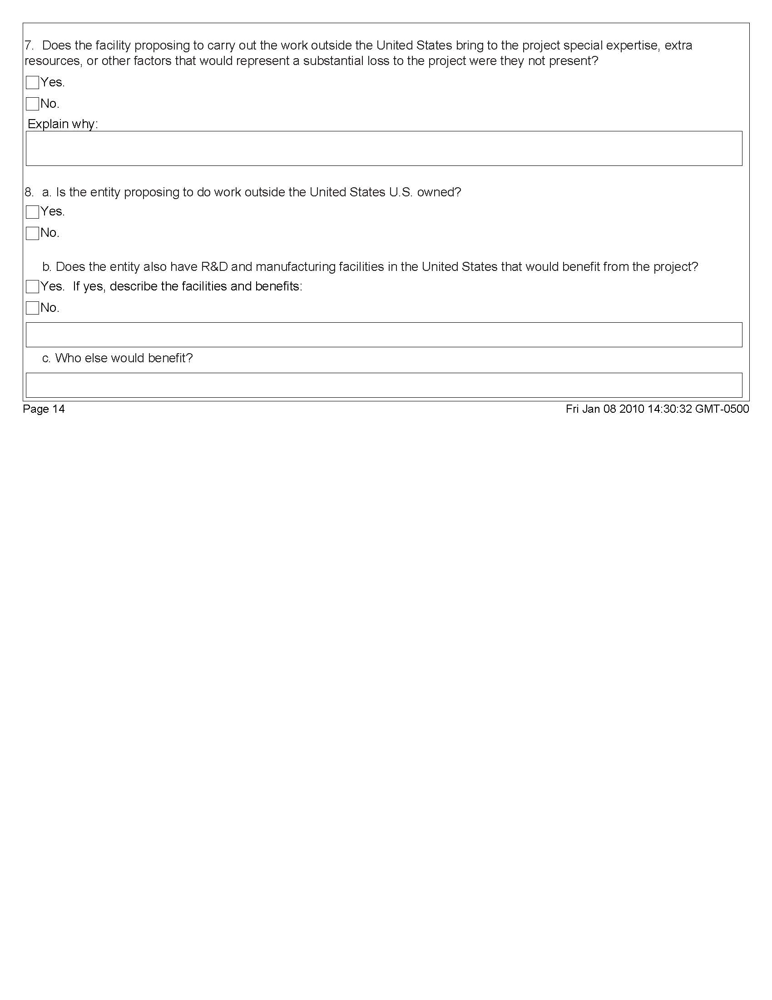 7.  Does the facility proposing to carry out the work outside the United States bring to the project special expertise, extra
resources, or other factors that would represent a substantial loss to the project were they not present?
Yes.
No.
Explain why:
8.  a. Is the entity proposing to do work outside the United States U.S. owned?
Yes.
No.
b. Does the entity also have R&D and manufacturing facilities in the United States that would benefit from the project?
Yes.  If yes, describe the facilities and benefits:
No.
c. Who else would benefit?
Page 14 Fri Jan 08 2010 14:30:32 GMT-0500